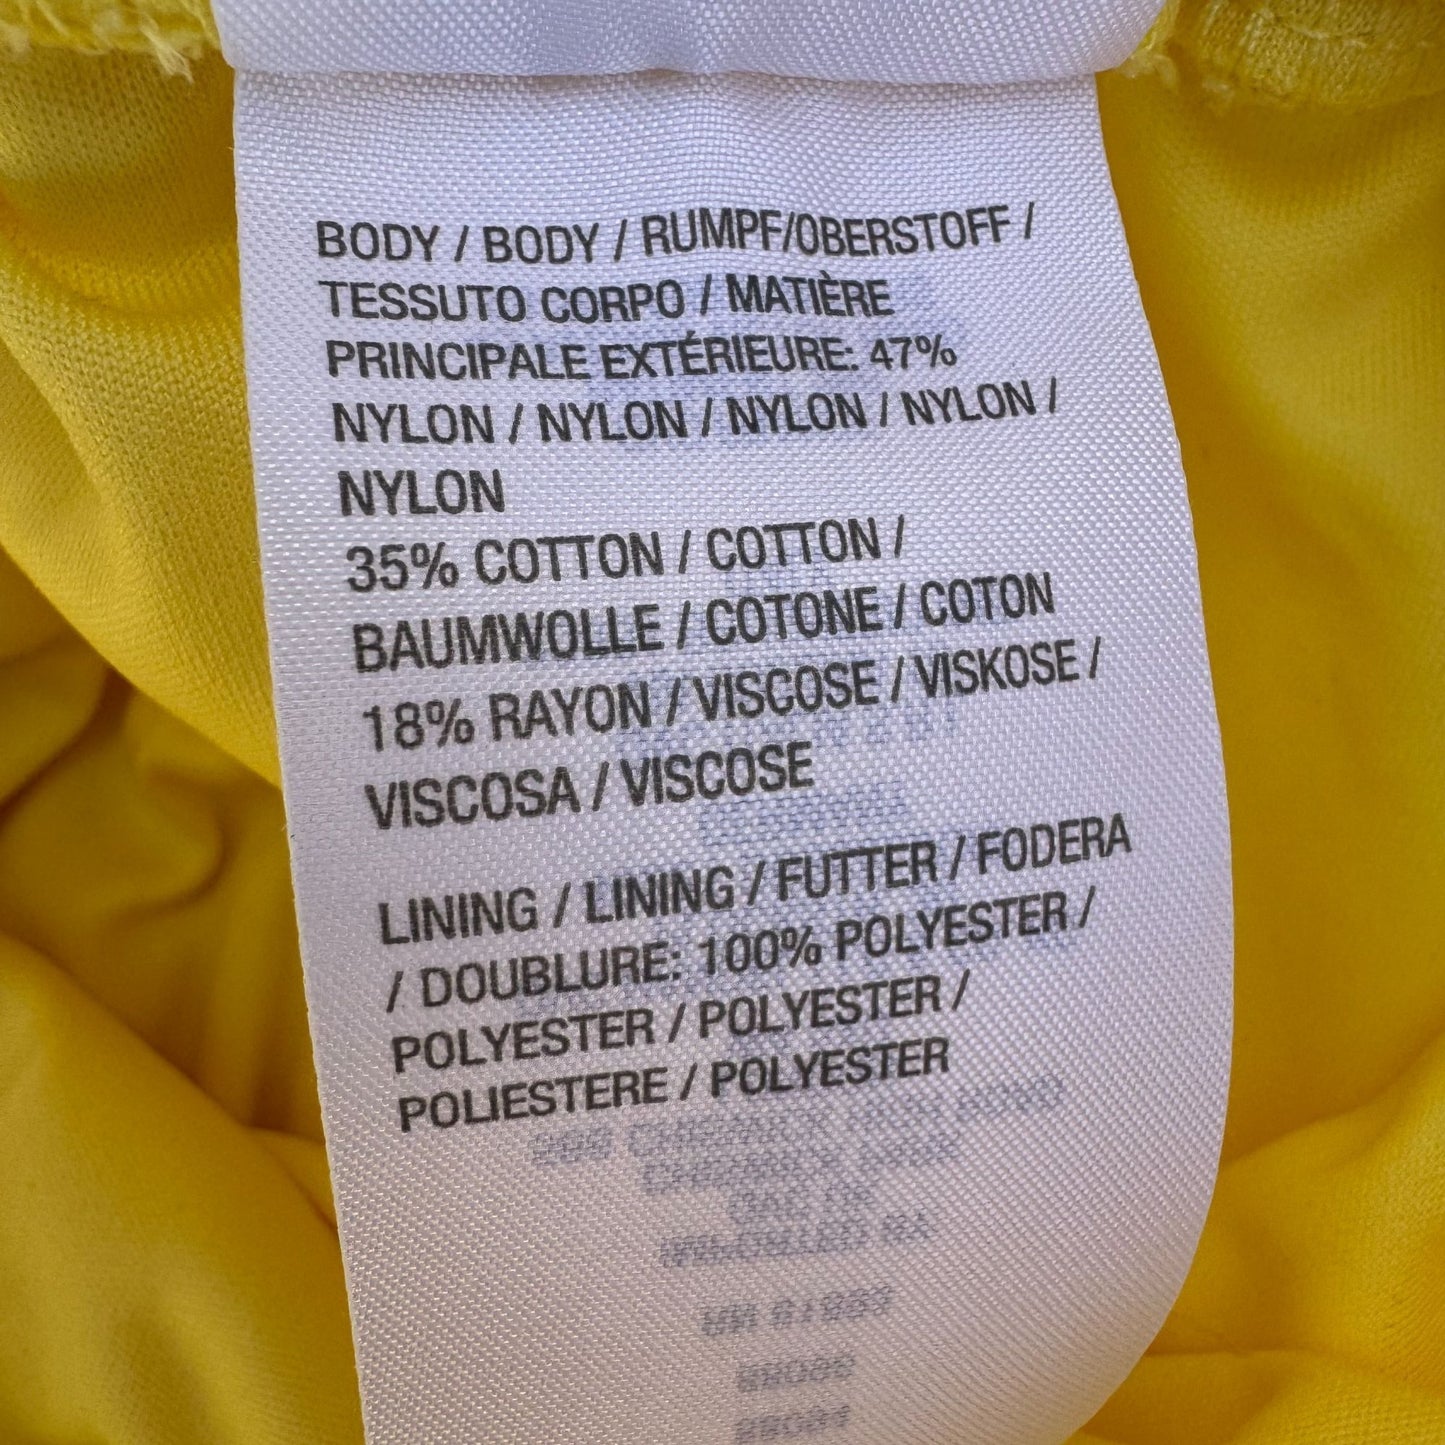 BODY / BODY / RUMPF/OBERSTOFF /
TESSUTO CORPO / MATIÈRE
PRINCIPALE EXTÉRIEURE: 47%
NYLON / NYLON / NYLON / NYLON /
NYLON
35% COTTON / COTTON /
BAUMWOLLE / COTONE / COTON
18% RAYON / VISCOSE / VISKOSE /
VISCOSA / VISCOSE
LINING / LINING / FUTTER / FODERA
/ DOUBLURE: 100% POLYESTER /
POLYESTER / POLYESTER /
POLIESTERE / POLYESTER